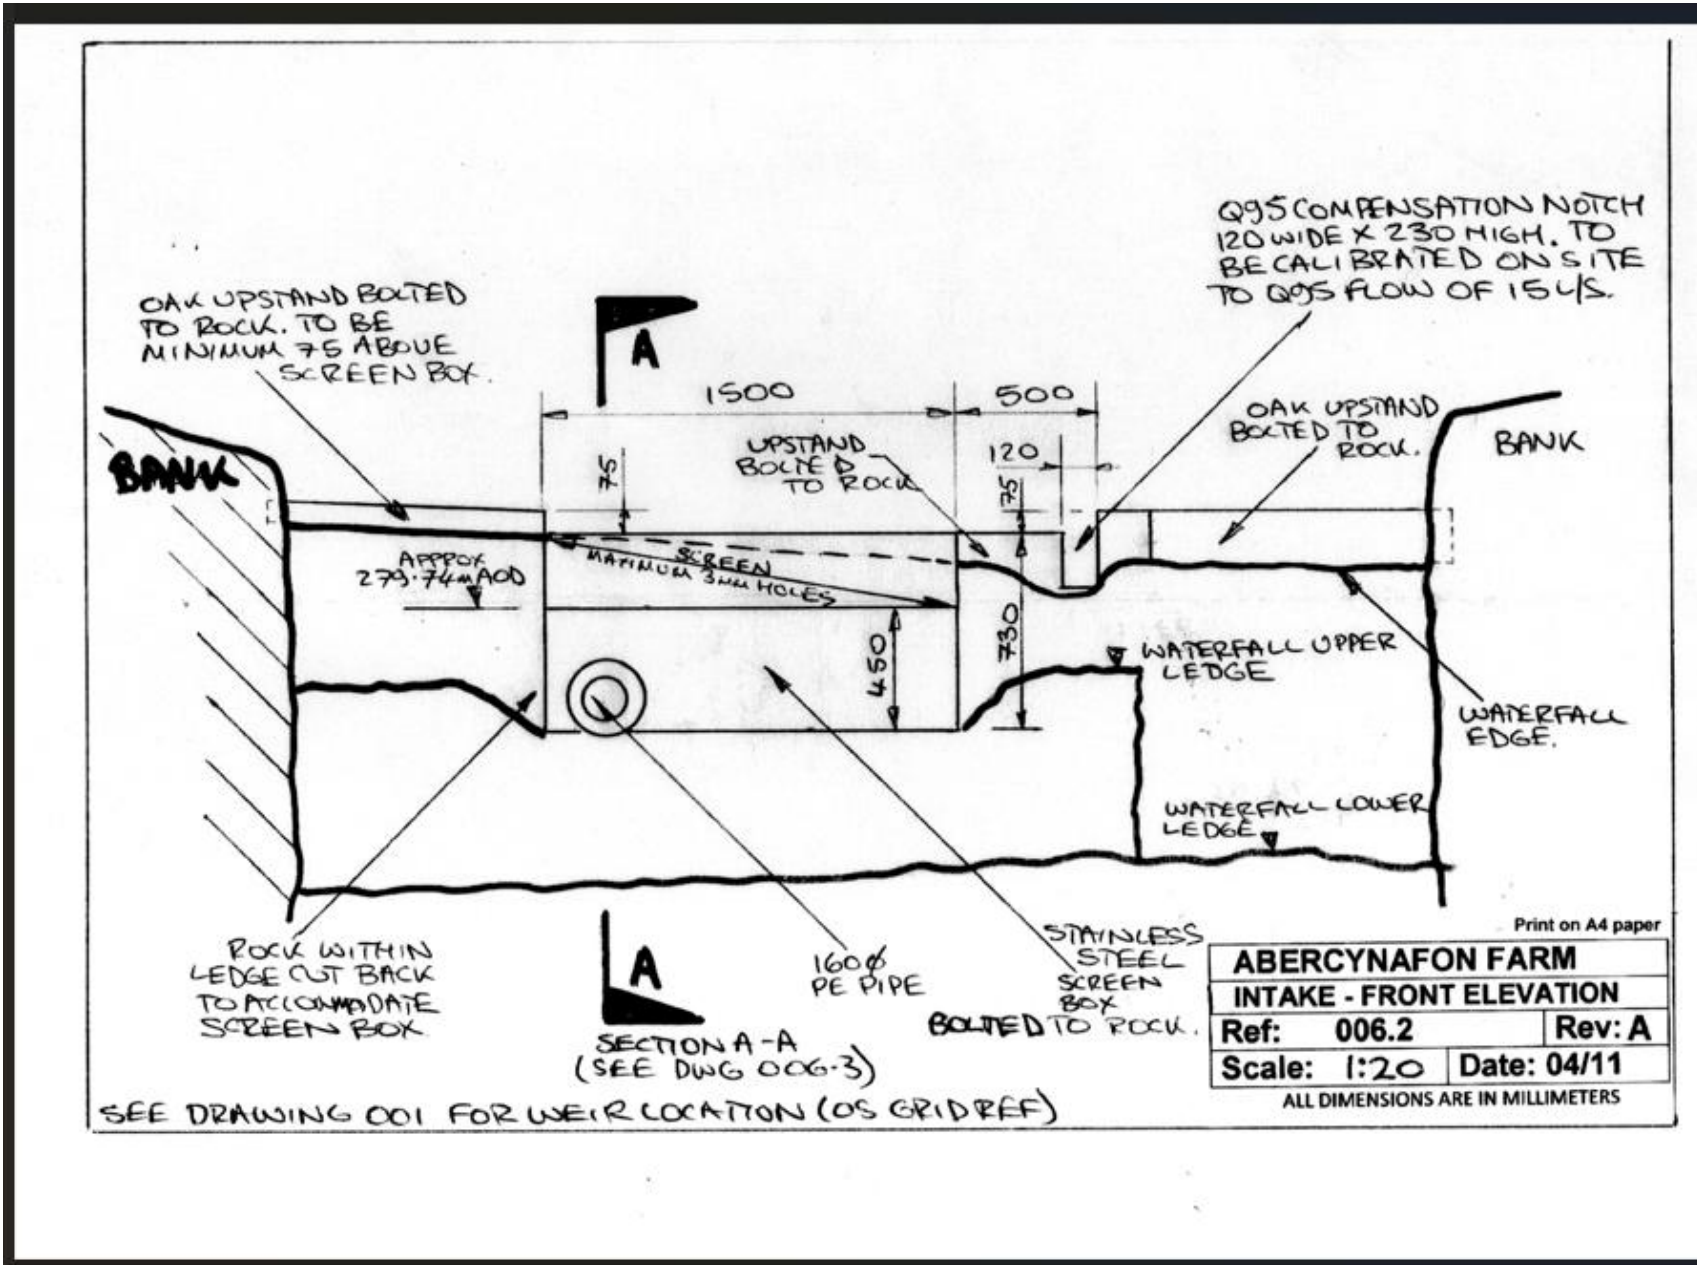 Q95 COMPENSATION NOTCH
120 WIDE X 230 HIGH. TO
BE CALIBRATED ON SITE
TO Q95 FLOW OF 15 L/S.
OAK UPSTAND BOLTED
TO ROCK. TO BE
MINIMUM 75 ABOVE
SCREEN BOX.
A
1500
500
OAK UPSTAND
BOLTED TO
ROCK.
BANK
UPSTAND
BOLTED
TO ROCK
120
BANK
75
75
APPROX
279.74m AOD
SCREEN
MAXIMUM 3mm HOLES
450
730
WATERFALL UPPER
LEDGE
WATERFALL
EDGE.
WATERFALL LOWER
LEDGE
ROCK WITHIN
LEDGE CUT BACK
TO ACCOMMADATE
SCREEN BOX.
A
SECTION A-A
(SEE DWG 006-3)
160Ø
PE PIPE
STAINLESS
STEEL
SCREEN
BOX
BOLTED TO ROCK.
Print on A4 paper
ABERCYNAFON FARM
INTAKE - FRONT ELEVATION
Ref: 006.2 Rev: A
Scale: 1:20 Date: 04/11
ALL DIMENSIONS ARE IN MILLIMETERS
SEE DRAWING 001 FOR WEIR LOCATION (OS GRID REF)